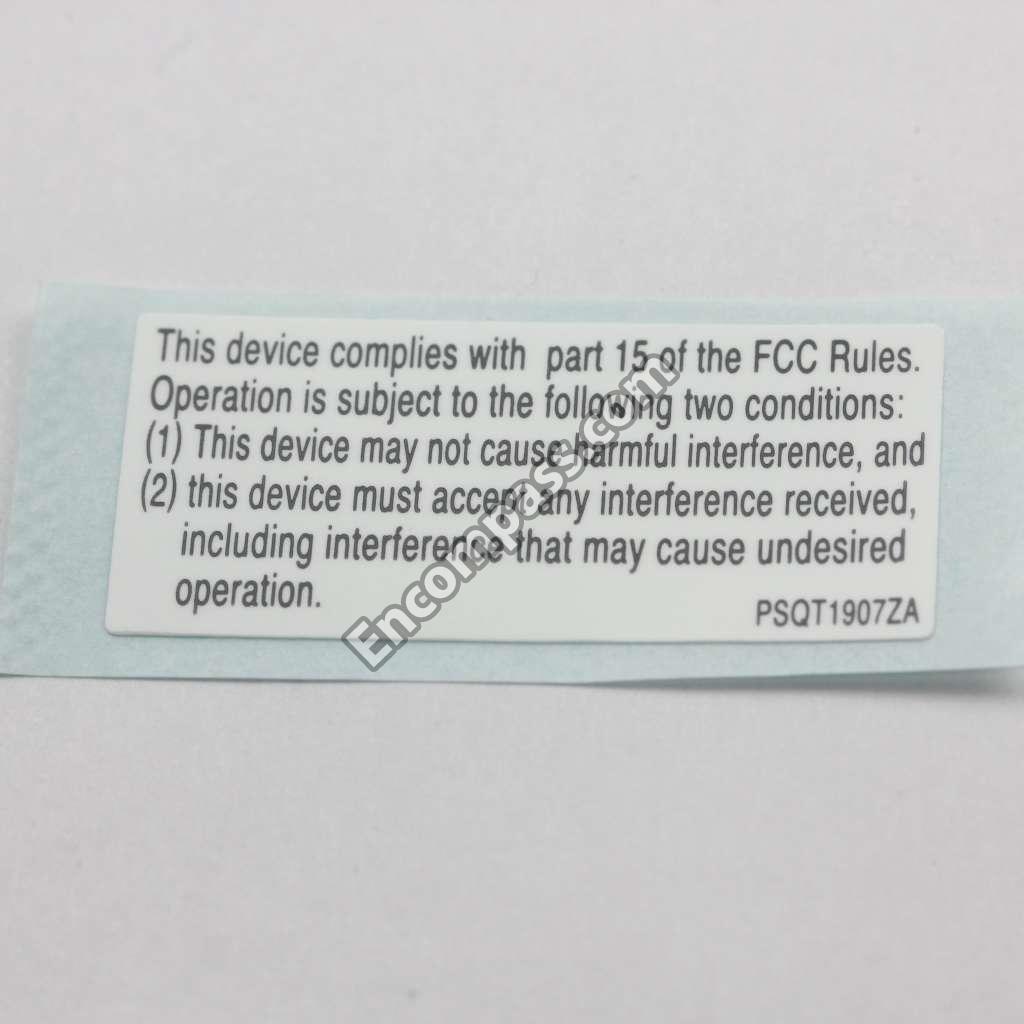 This device complies with part 15 of the FCC Rules.
Operation is subject to the following two conditions:
(1) This device may not cause harmful interference, and
(2) this device must accept any interference received,
including interference that may cause undesired
operation.
PSQT1907ZA
Encompass.com